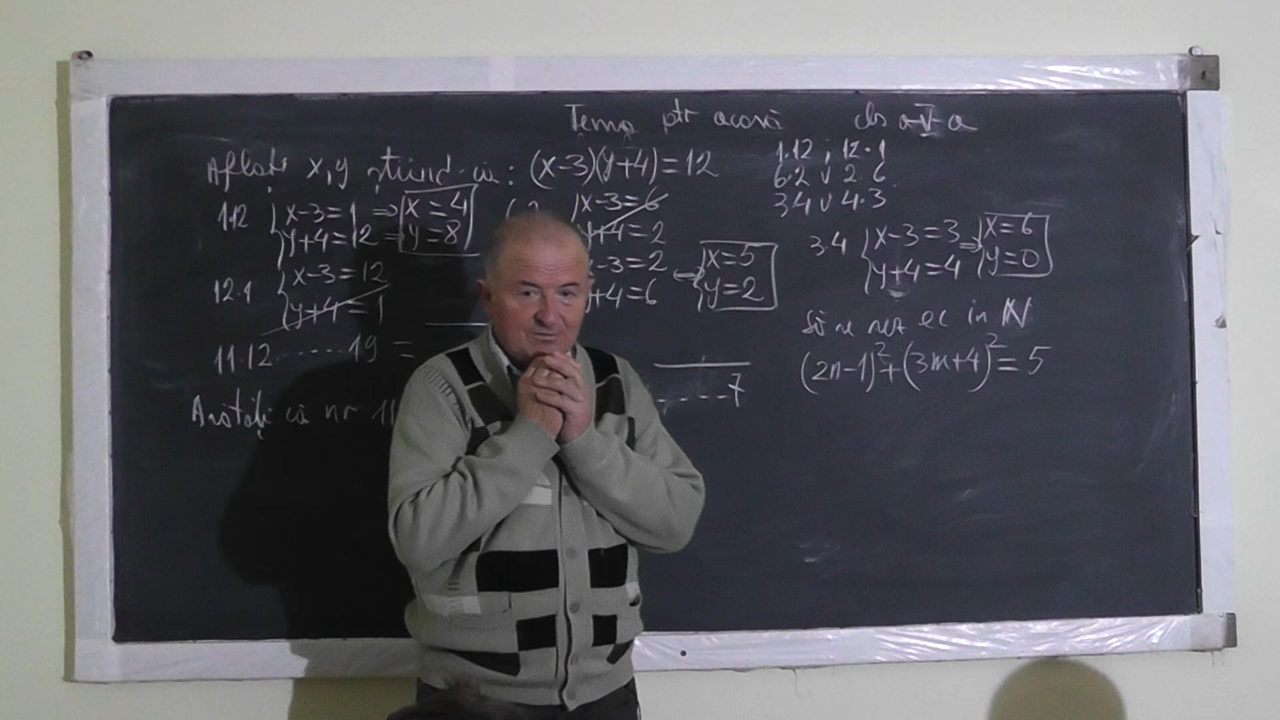 Tema ptr acasă cls a V a
Aflați x,y știind că: (x-3)(y+4)=12
1·12 ; 12·1
6·2 v 2·6
3·4 v 4·3
1·12 x-3=1 ⇒ x=4
y+4=12 = y=8
12·1 x-3=12
y+4=1
x-3=6
y+4=2
-3=2 ⇒ x=5
+4=6 y=2
3·4 x-3=3 ⇒ x=6
y+4=4 y=0
11·12......19 =
.....7
Arătați că nr 11
Să se rez ec în N
(2n-1)²+(3m+4)²=5